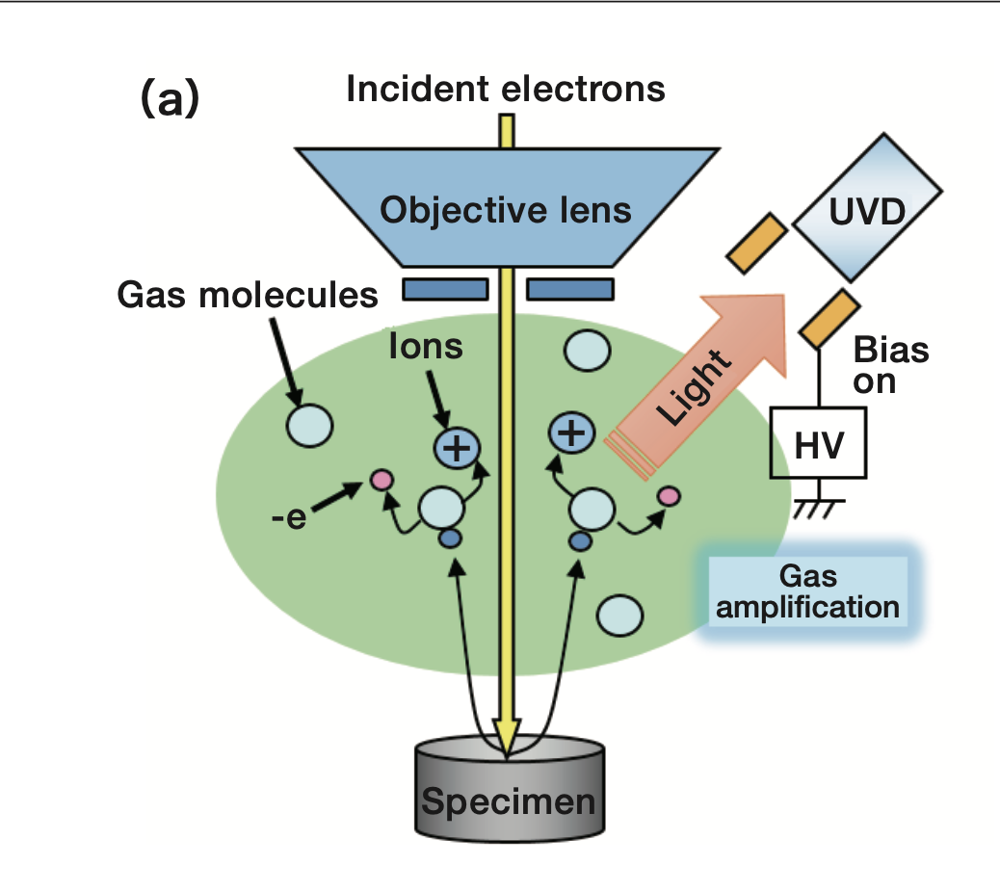 (a)
Incident electrons
Objective lens
UVD
Gas molecules
Ions
Light
Bias
on
+
+
HV
-e
Gas
amplification
Specimen